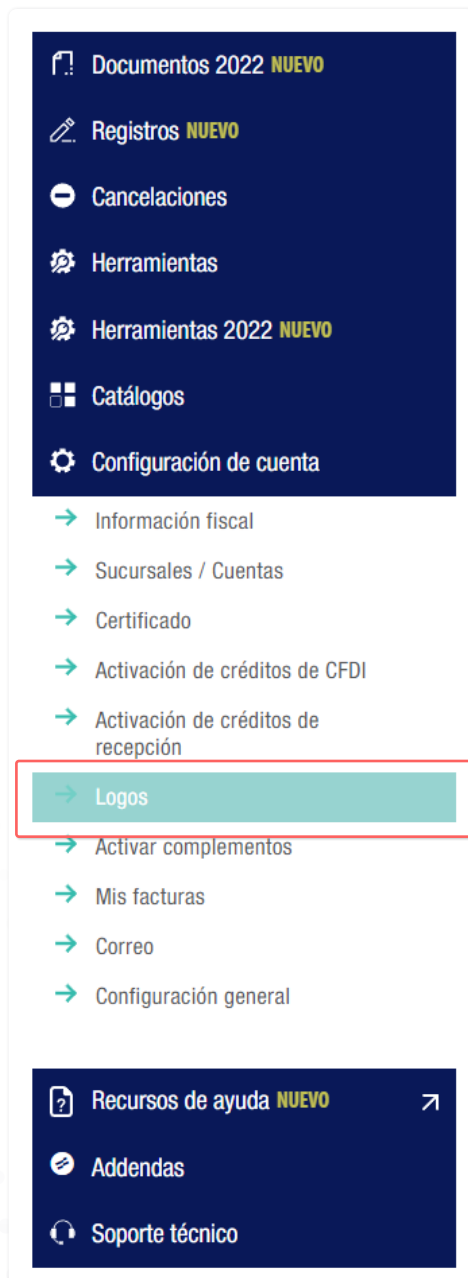 Documentos 2022 NUEVO
Registros NUEVO
Cancelaciones
Herramientas
Herramientas 2022 NUEVO
Catálogos
Configuración de cuenta
Información fiscal
Sucursales / Cuentas
Certificado
Activación de créditos de CFDI
Activación de créditos de
recepción
Logos
Activar complementos
Mis facturas
Correo
Configuración general
Recursos de ayuda NUEVO
Addendas
Soporte técnico